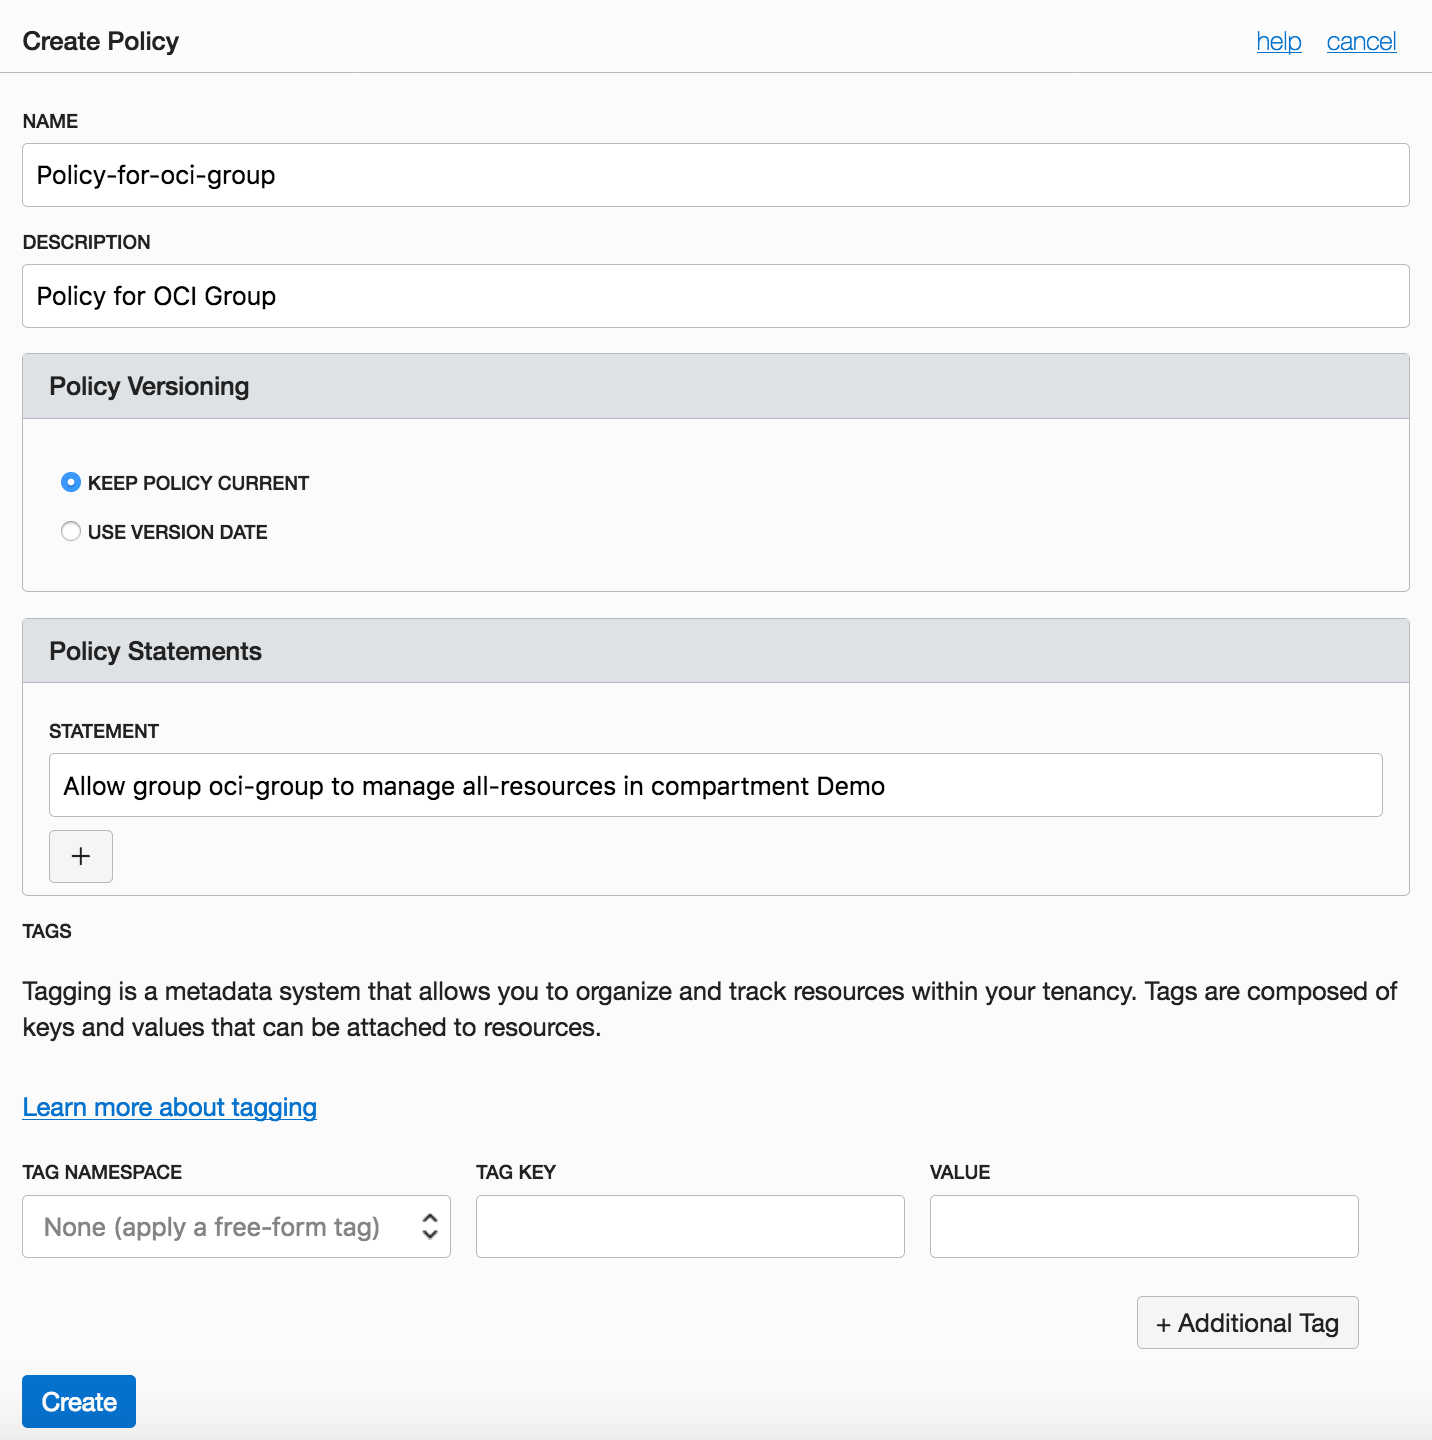 Create Policy
help cancel
NAME
Policy-for-oci-group
DESCRIPTION
Policy for OCI Group
Policy Versioning
KEEP POLICY CURRENT
USE VERSION DATE
Policy Statements
STATEMENT
Allow group oci-group to manage all-resources in compartment Demo
+
TAGS
Tagging is a metadata system that allows you to organize and track resources within your tenancy. Tags are composed of
keys and values that can be attached to resources.
Learn more about tagging
TAG NAMESPACE TAG KEY VALUE
None (apply a free-form tag)
+ Additional Tag
Create